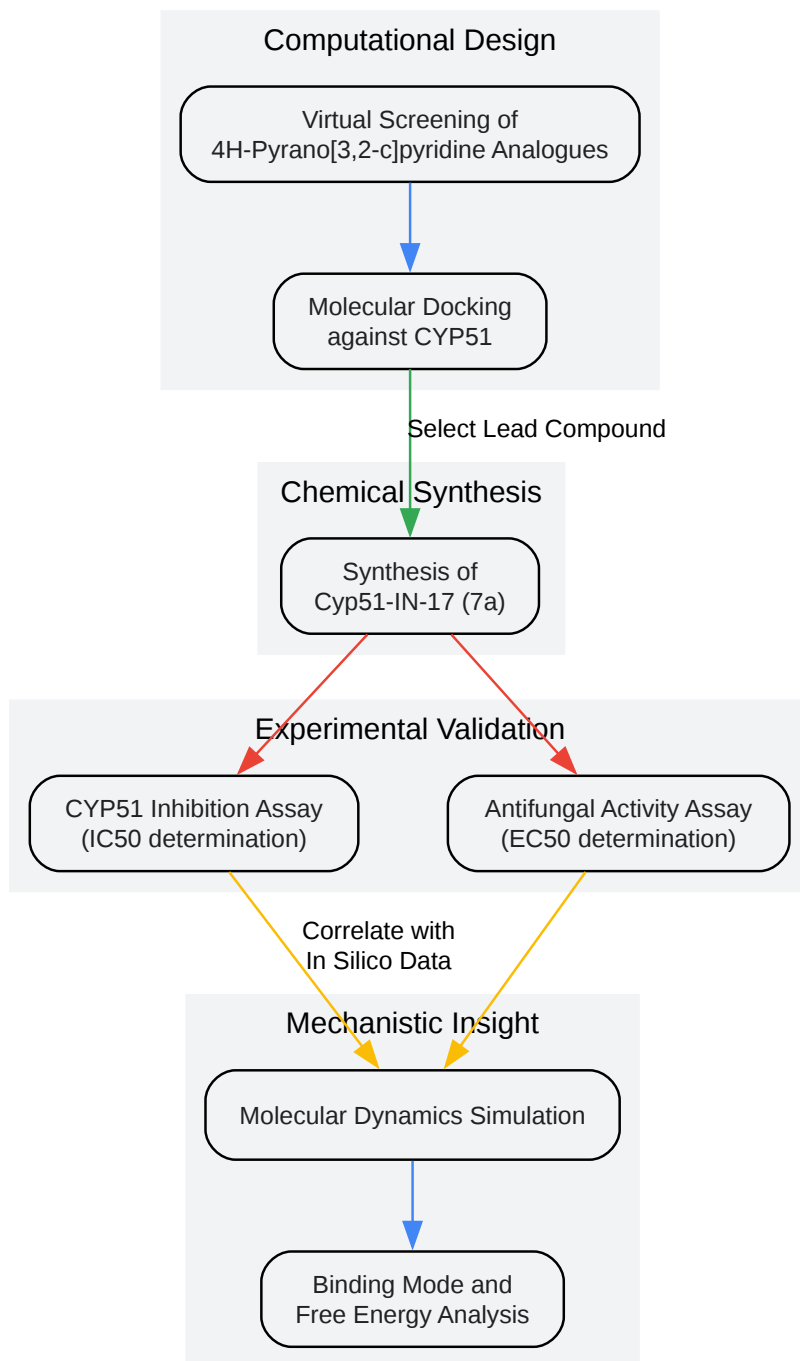 Computational Design
Virtual Screening of
4H-Pyrano[3,2-c]pyridine Analogues
Molecular Docking
against CYP51
Select Lead Compound
Chemical Synthesis
Synthesis of
Cyp51-IN-17 (7a)
Experimental Validation
CYP51 Inhibition Assay
(IC50 determination)
Antifungal Activity Assay
(EC50 determination)
Correlate with
In Silico Data
Mechanistic Insight
Molecular Dynamics Simulation
Binding Mode and
Free Energy Analysis